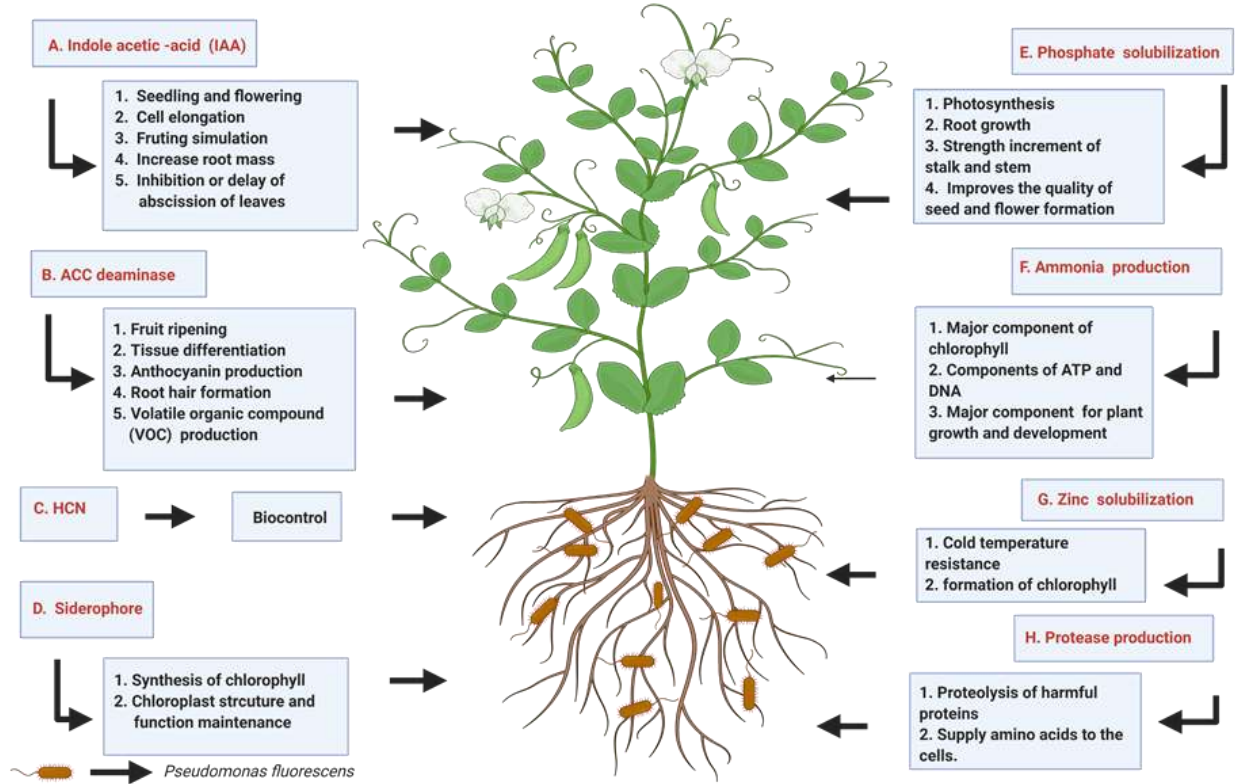 A. Indole acetic -acid (IAA)
1. Seedling and flowering
2. Cell elongation
3. Fruting simulation
4. Increase root mass
5. Inhibition or delay of
abscission of leaves
B. ACC deaminase
1. Fruit ripening
2. Tissue differentiation
3. Anthocyanin production
4. Root hair formation
5. Volatile organic compound
(VOC) production
C. HCN
Biocontrol
D. Siderophore
1. Synthesis of chlorophyll
2. Chloroplast strcuture and
function maintenance
Pseudomonas fluorescens
E. Phosphate solubilization
1. Photosynthesis
2. Root growth
3. Strength increment of
stalk and stem
4. Improves the quality of
seed and flower formation
F. Ammonia production
1. Major component of
chlorophyll
2. Components of ATP and
DNA
3. Major component for plant
growth and development
G. Zinc solubilization
1. Cold temperature
resistance
2. formation of chlorophyll
H. Protease production
1. Proteolysis of harmful
proteins
2. Supply amino acids to the
cells.